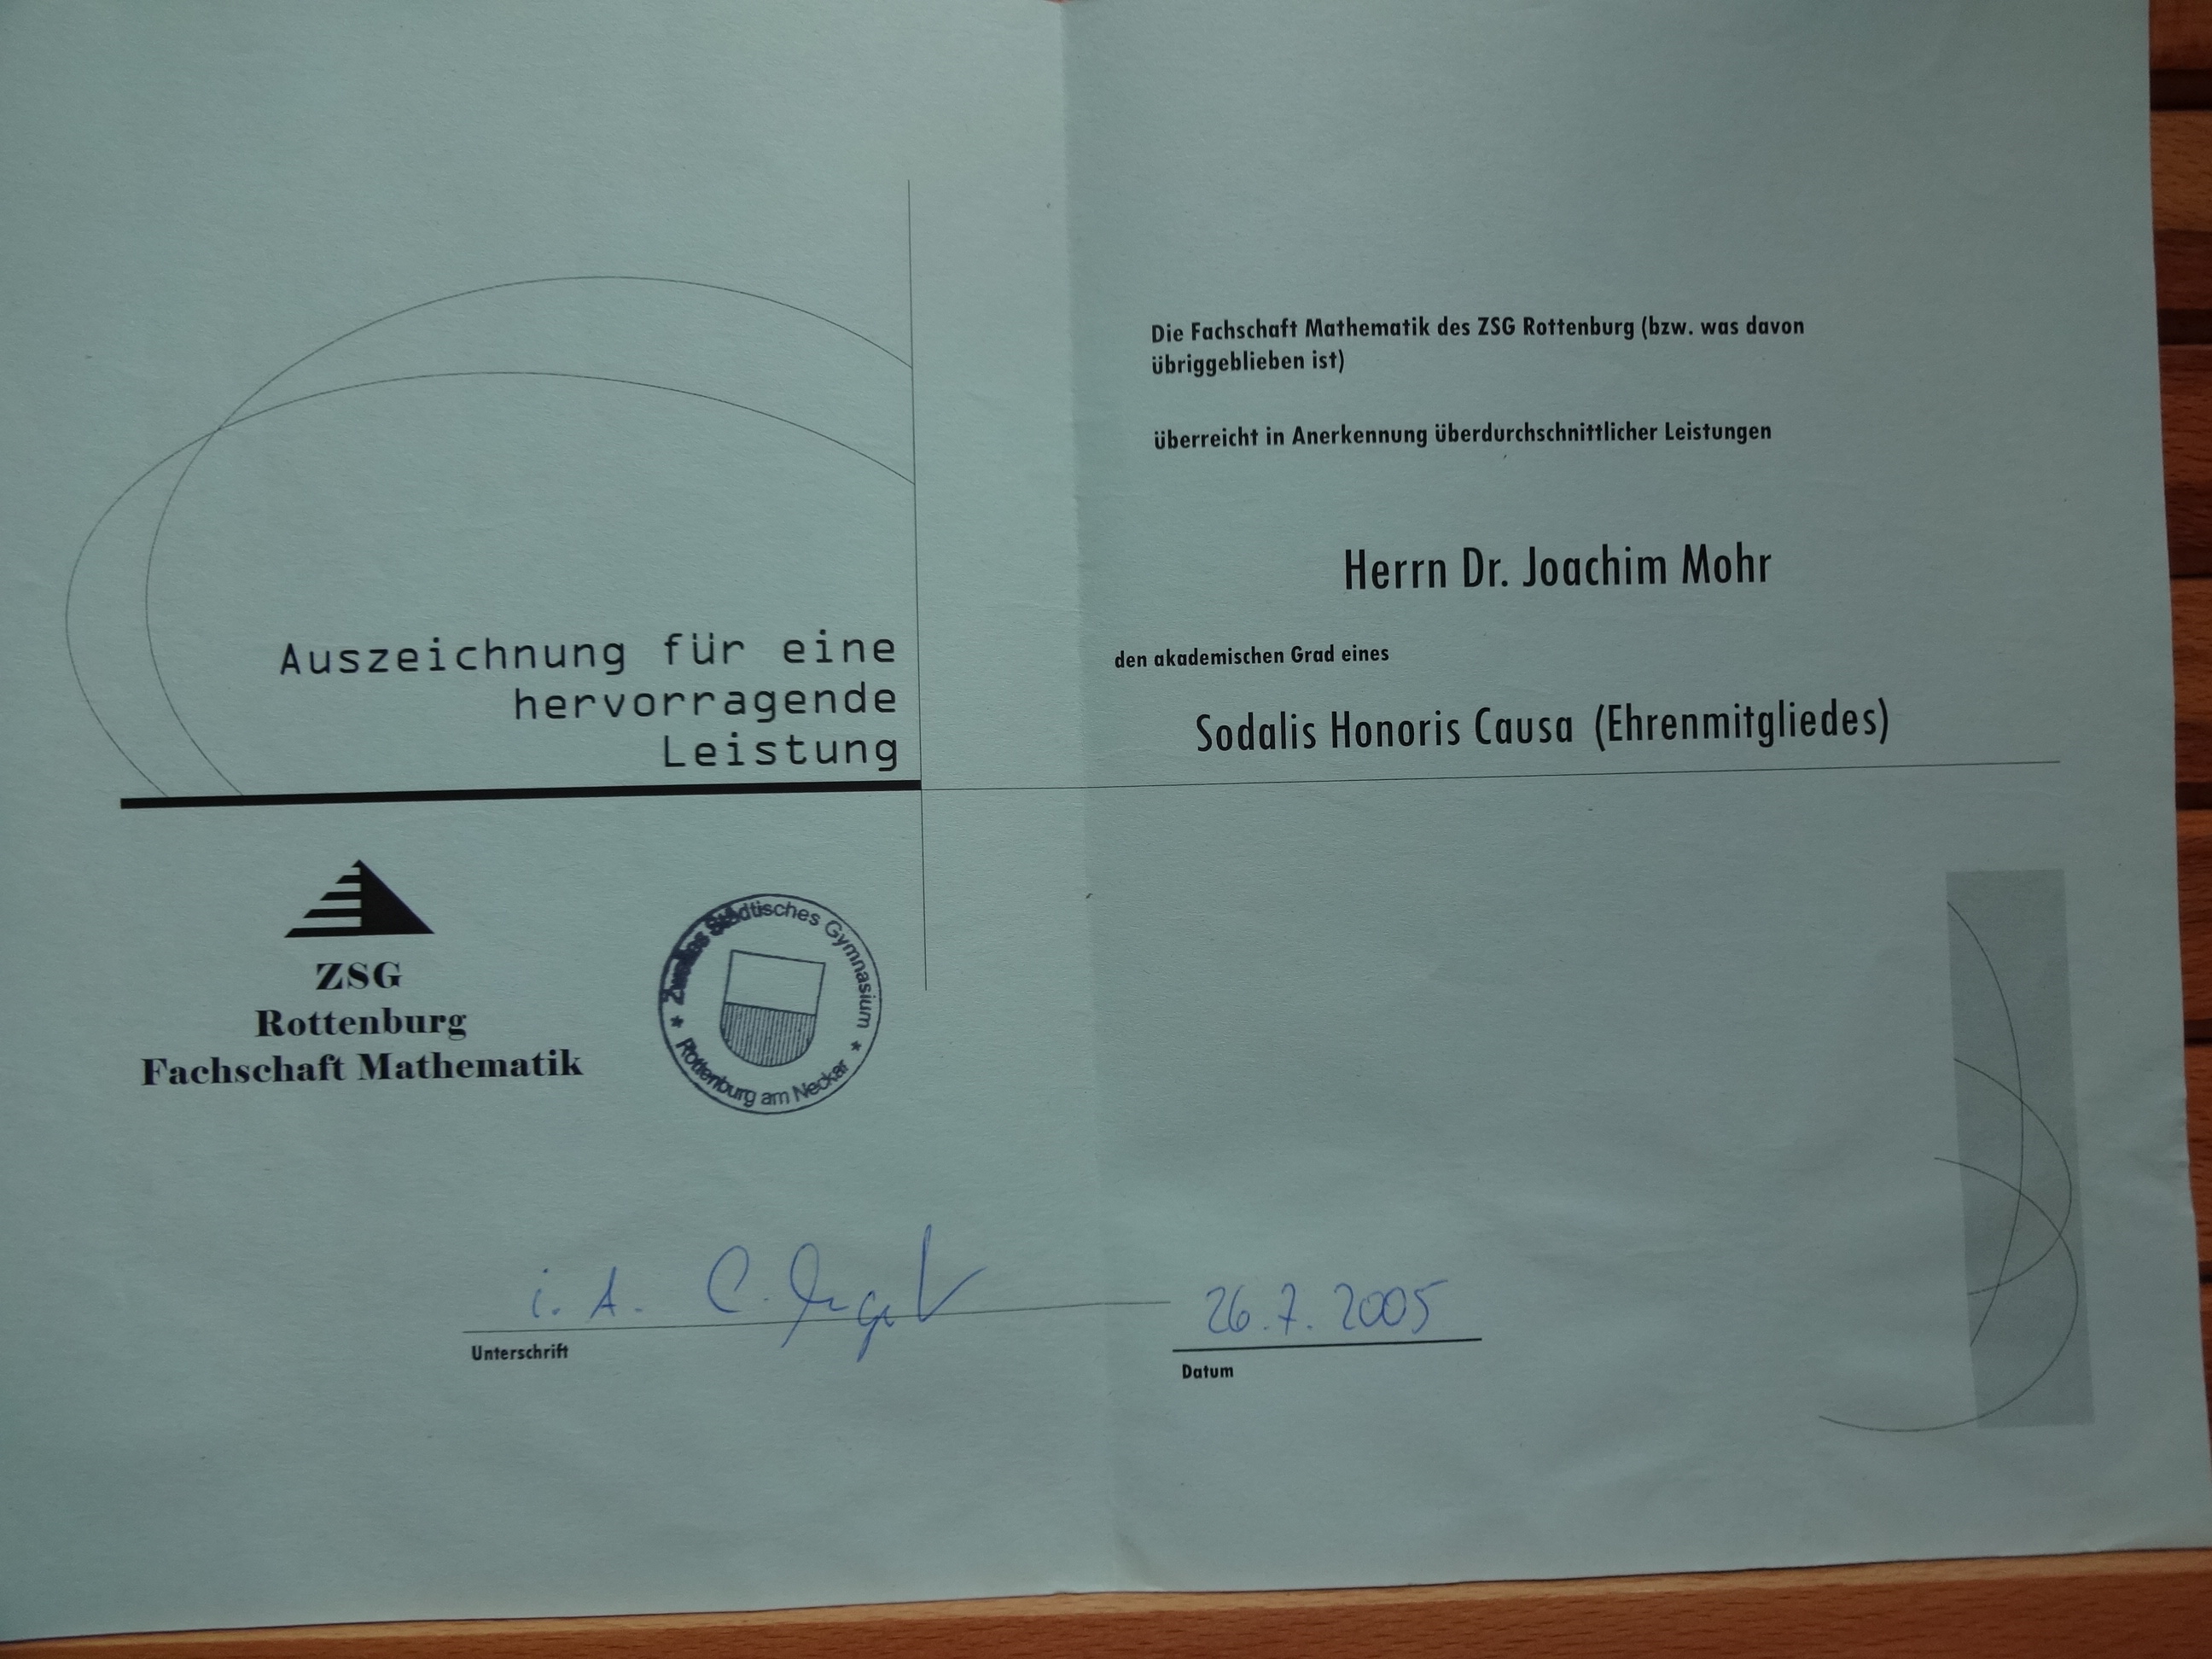 Auszeichnung für eine
hervorragende
Leistung
ZSG
Rottenburg
Fachschaft Mathematik
Zweites Städtisches Gymnasium
* Rottenburg am Neckar *
Die Fachschaft Mathematik des ZSG Rottenburg (bzw. was davon
übriggeblieben ist)
überreicht in Anerkennung überdurchschnittlicher Leistungen
Herrn Dr. Joachim Mohr
den akademischen Grad eines
Sodalis Honoris Causa (Ehrenmitgliedes)
i. A. C.
Unterschrift
26.7.2005
Datum